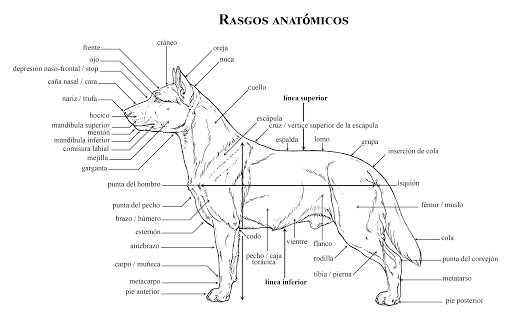 RASGOS ANATÓMICOS
cráneo
frente
oreja
ojo
nuca
depresión naso-frontal / stop
caña nasal / cara
cuello
nariz / trufa
línea superior
hocico
escápula
mandíbula superior
cruz / vértice superior de la escápula
mentón
mandíbula inferior
espalda
lomo
grupa
comisura labial
inserción de cola
mejilla
garganta
punta del hombro
isquión
punta del pecho
fémur / muslo
brazo / húmero
esternón
codo
cola
antebrazo
vientre
flanco
pecho / caja
torácica
rodilla
punta del corvejón
carpo / muñeca
tibia / pierna
metatarso
metacarpo
línea inferior
pie anterior
pie posterior